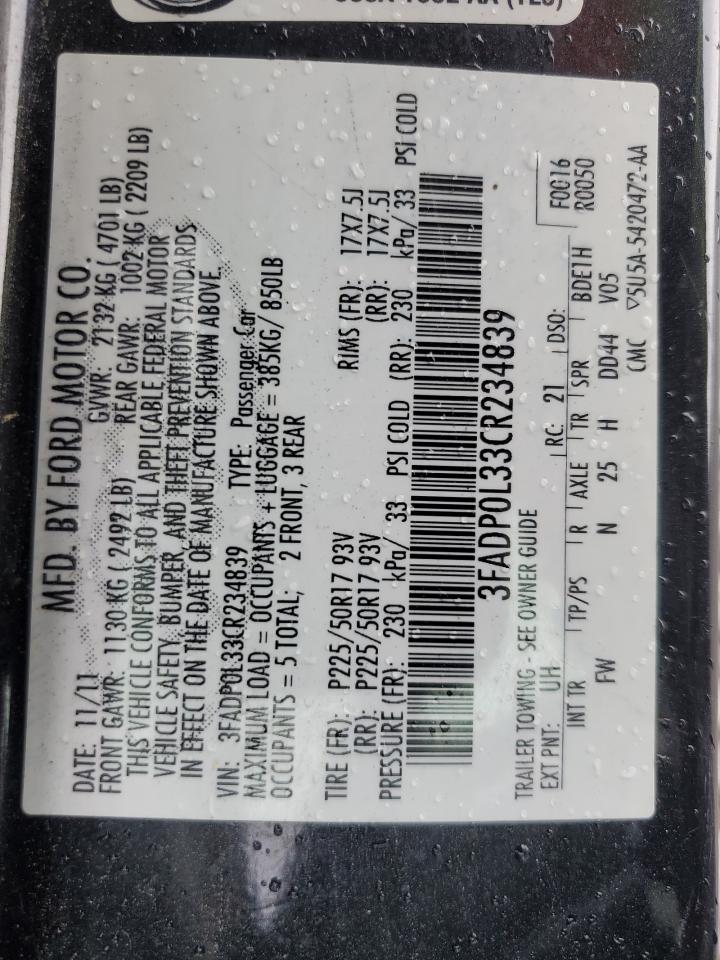 MFD. BY FORD MOTOR CO.
DATE: 11/11 GVWR: 2132 KG ( 4701 LB)
FRONT GAWR: 1130 KG ( 2492 LB) REAR GAWR: 1002 KG ( 2209 LB)
THIS VEHICLE CONFORMS TO ALL APPLICABLE FEDERAL MOTOR
VEHICLE SAFETY, BUMPER, AND THEFT PREVENTION STANDARDS
IN EFFECT ON THE DATE OF MANUFACTURE SHOWN ABOVE.
VIN: 3FADP0L33CR234839 TYPE: Passenger Car
MAXIMUM LOAD = OCCUPANTS + LUGGAGE = 385KG/ 850LB
OCCUPANTS = 5 TOTAL; 2 FRONT, 3 REAR
TIRE (FR): P225/50R17 93V RIMS (FR): 17X7.5J
(RR): P225/50R17 93V (RR): 17X7.5J
PRESSURE (FR): 230 kPa/ 33 PSI COLD (RR): 230 kPa/ 33 PSI COLD
3FADP0L33CR234839
TRAILER TOWING - SEE OWNER GUIDE F0016
EXT PNT: UH RC: 21 DSO: R0050
INT TR TP/PS R AXLE TR SPR BDE1H
FW N 25 H DD44 V05
CMC ▽5U5A-5420472-AA